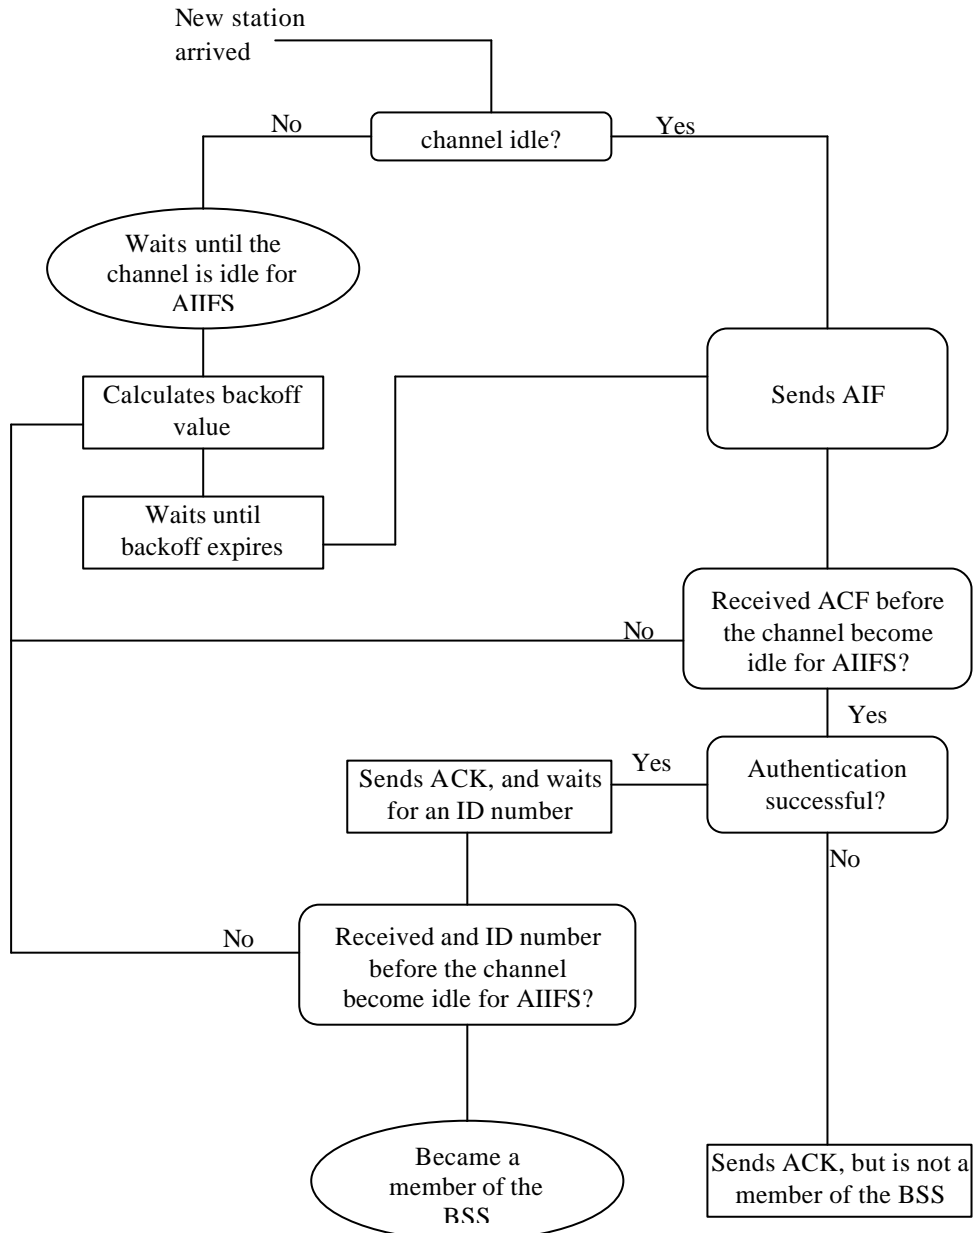 New station
arrived
No
channel idle?
Yes
Waits until the
channel is idle for
AIIFS
Calculates backoff
value
Sends AIF
Waits until
backoff expires
Received ACF before
the channel become
idle for AIIFS?
No
Yes
Authentication
successful?
Yes
Sends ACK, and waits
for an ID number
No
Received and ID number
before the channel
become idle for AIIFS?
No
Became a
member of the
BSS
Sends ACK, but is not a
member of the BSS